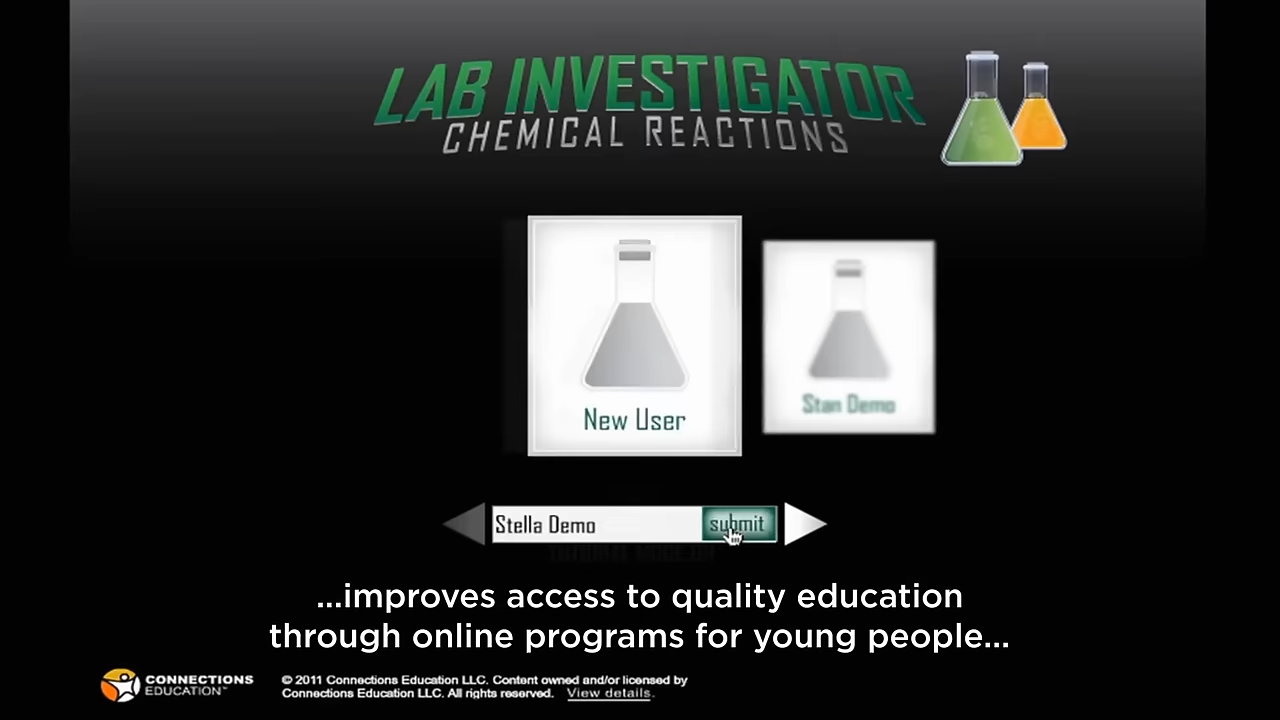 LAB INVESTIGATOR
CHEMICAL REACTIONS
New User
Stan Demo
Stella Demo
submit
...improves access to quality education
through online programs for young people...
CONNECTIONS
EDUCATION™
© 2011 Connections Education LLC. Content owned and/or licensed by
Connections Education LLC. All rights reserved. View details.